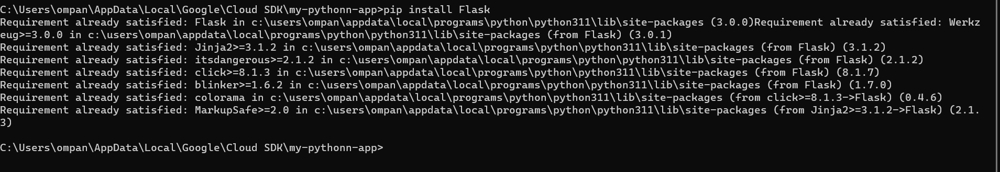 C:\Users\ompan\AppData\Local\Google\Cloud SDK\my-pythonn-app>pip install Flask
Requirement already satisfied: Flask in c:\users\ompan\appdata\local\programs\python\python311\lib\site-packages (3.0.0)Requirement already satisfied: Werkz
eug>=3.0.0 in c:\users\ompan\appdata\local\programs\python\python311\lib\site-packages (from Flask) (3.0.1)
Requirement already satisfied: Jinja2>=3.1.2 in c:\users\ompan\appdata\local\programs\python\python311\lib\site-packages (from Flask) (3.1.2)
Requirement already satisfied: itsdangerous>=2.1.2 in c:\users\ompan\appdata\local\programs\python\python311\lib\site-packages (from Flask) (2.1.2)
Requirement already satisfied: click>=8.1.3 in c:\users\ompan\appdata\local\programs\python\python311\lib\site-packages (from Flask) (8.1.7)
Requirement already satisfied: blinker>=1.6.2 in c:\users\ompan\appdata\local\programs\python\python311\lib\site-packages (from Flask) (1.7.0)
Requirement already satisfied: colorama in c:\users\ompan\appdata\local\programs\python\python311\lib\site-packages (from click>=8.1.3->Flask) (0.4.6)
Requirement already satisfied: MarkupSafe>=2.0 in c:\users\ompan\appdata\local\programs\python\python311\lib\site-packages (from Jinja2>=3.1.2->Flask) (2.1.
3)
C:\Users\ompan\AppData\Local\Google\Cloud SDK\my-pythonn-app>